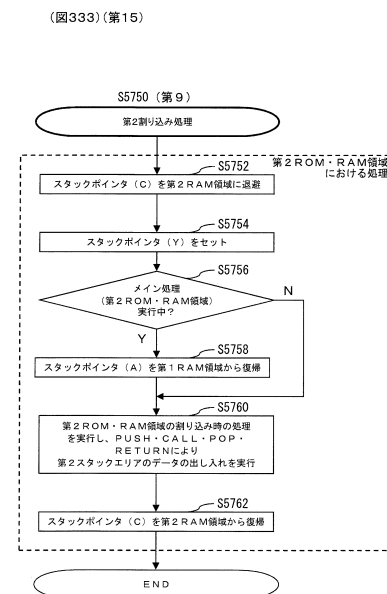 (図333)(第15)
S5750(第9)
第2割り込み処理
第2ROM・RAM領域
における処理
S5752
スタックポインタ(C)を第2RAM領域に退避
S5754
スタックポインタ(Y)をセット
S5756
メイン処理
(第2ROM・RAM領域)
実行中?
N
Y
S5758
スタックポインタ(A)を第1RAM領域から復帰
S5760
第2ROM・RAM領域の割り込み時の処理
を実行し、PUSH・CALL・POP・
RETURNにより
第2スタックエリアのデータの出し入れを実行
S5762
スタックポインタ(C)を第2RAM領域から復帰
END